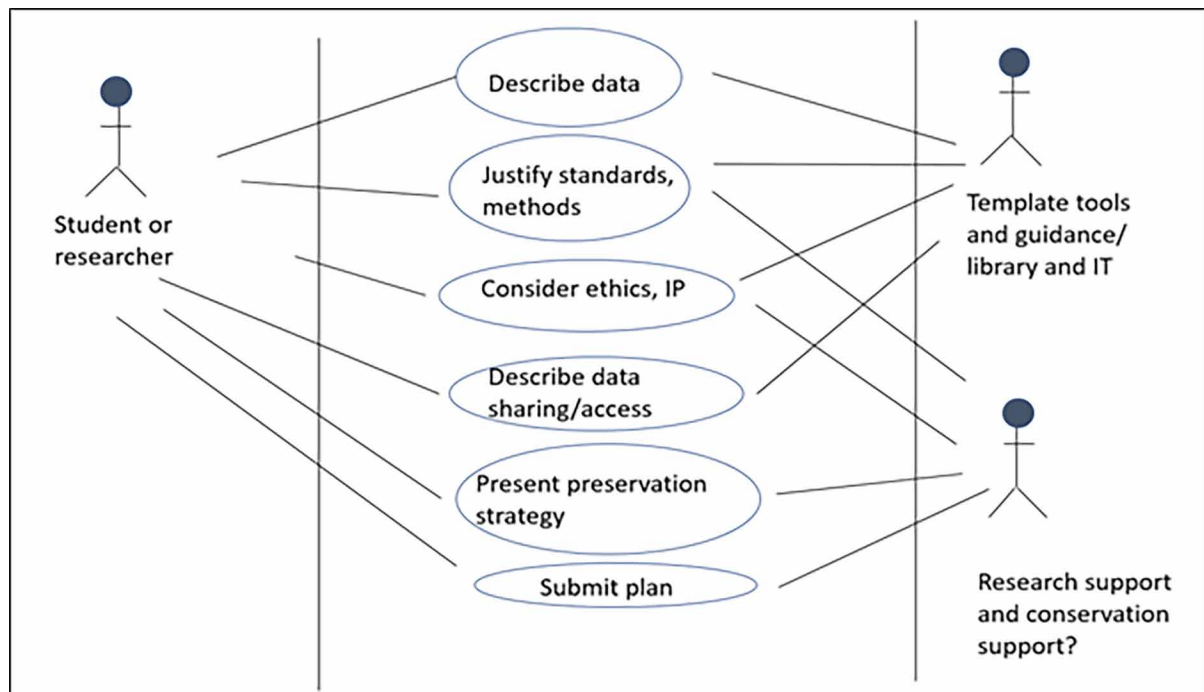 Student or
researcher
Describe data
Justify standards,
methods
Consider ethics, IP
Describe data
sharing/access
Present preservation
strategy
Submit plan
Template tools
and guidance/
library and IT
Research support
and conservation
support?